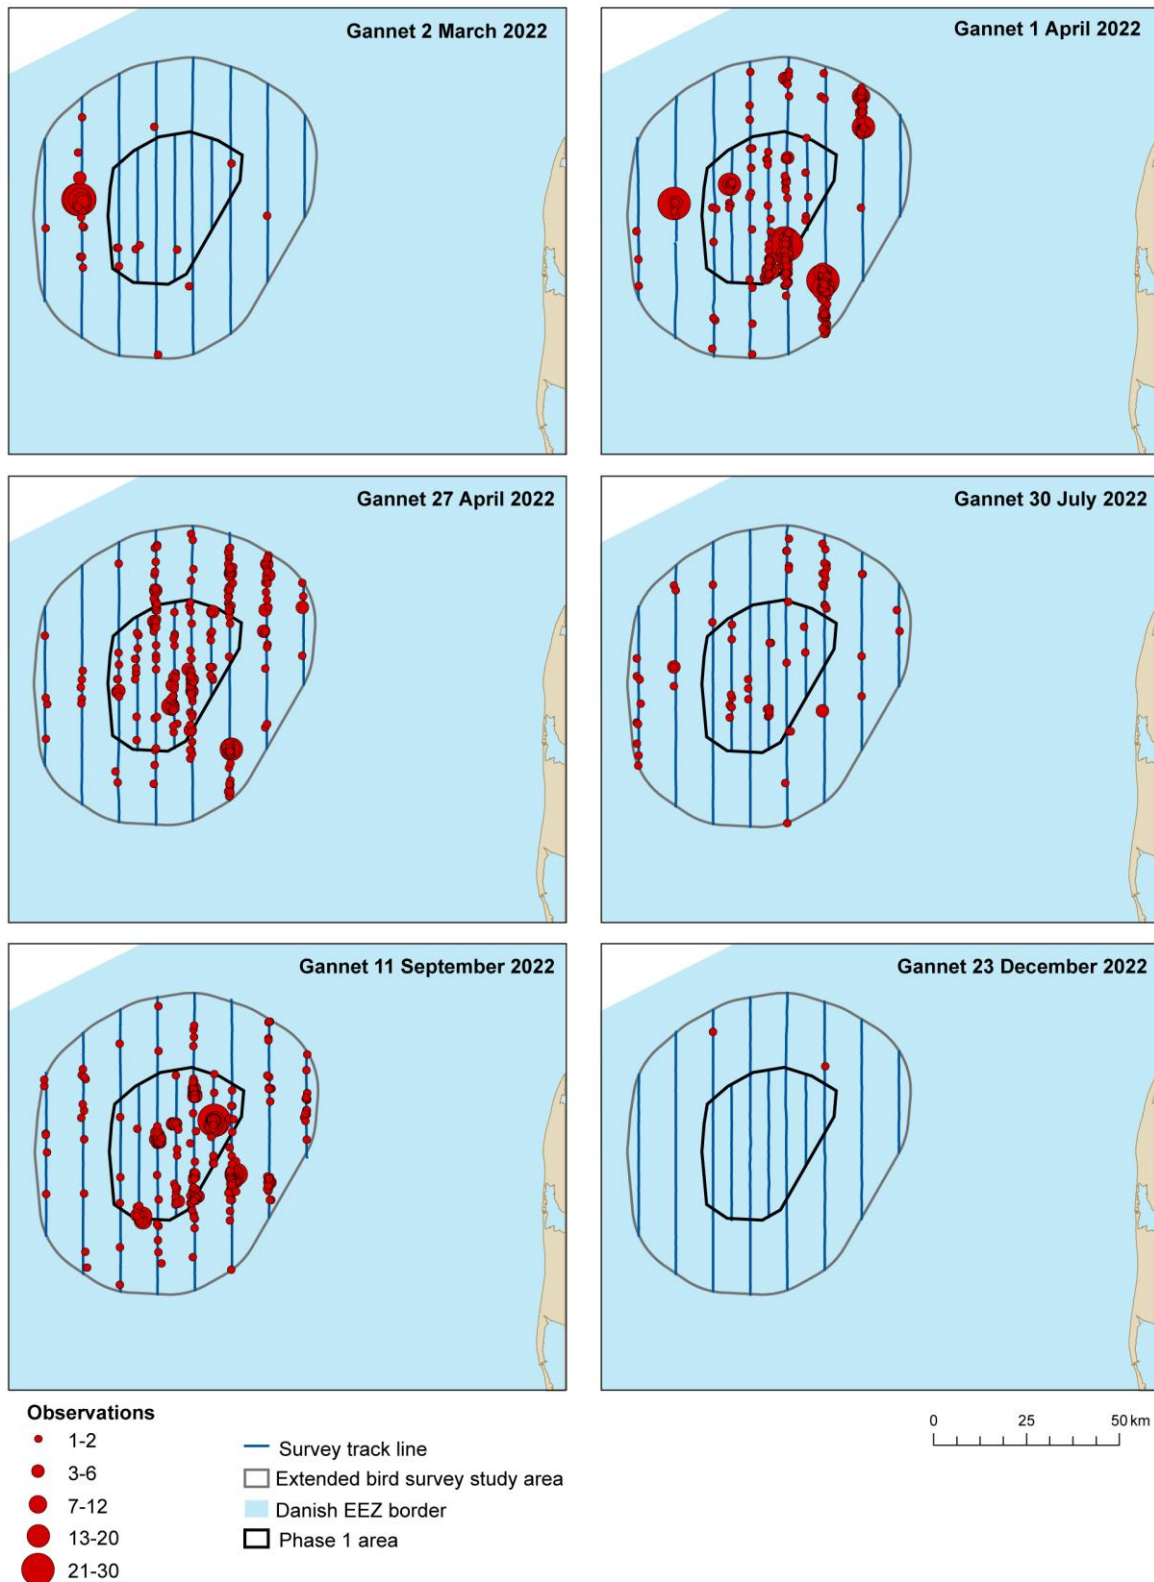 Gannet 2 March 2022
Gannet 1 April 2022
Gannet 27 April 2022
Gannet 30 July 2022
Gannet 11 September 2022
Gannet 23 December 2022
Observations
1-2
3-6
7-12
13-20
21-30
Survey track line
Extended bird survey study area
Danish EEZ border
Phase 1 area
0 25 50 km